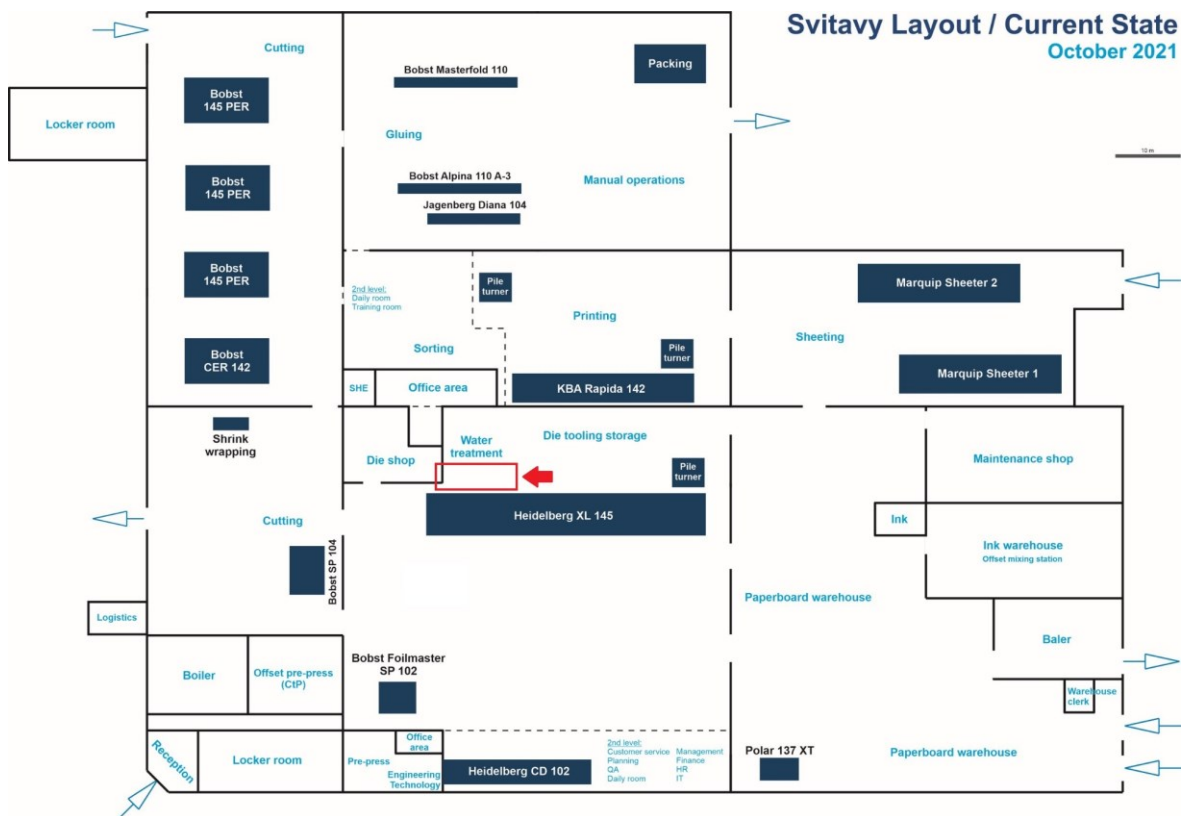 Svitavy Layout / Current State
October 2021
Cutting
Bobst
145 PER
Locker room
Bobst
145 PER
Bobst
145 PER
Bobst
CER 142
Shrink
wrapping
Bobst Masterfold 110
Packing
Gluing
Bobst Alpina 110 A-3
Manual operations
Jagenberg Diana 104
10 m
2nd level:
Daily room
Training room
Pile
turner
Printing
Sorting
Pile
turner
SHE
Office area
KBA Rapida 142
Marquip Sheeter 2
Sheeting
Marquip Sheeter 1
Die shop
Water
treatment
Die tooling storage
Pile
turner
Heidelberg XL 145
Maintenance shop
Ink
Ink warehouse
Offset mixing station
Cutting
Bobst SP 104
Paperboard warehouse
Logistics
Baler
Boiler
Offset pre-press
(CtP)
Bobst Foilmaster
SP 102
Warehouse
clerk
Reception
Locker room
Pre-press
Office
area
Engineering
Technology
Heidelberg CD 102
2nd level:
Customer service Management
Planning Finance
QA HR
Daily room IT
Polar 137 XT
Paperboard warehouse